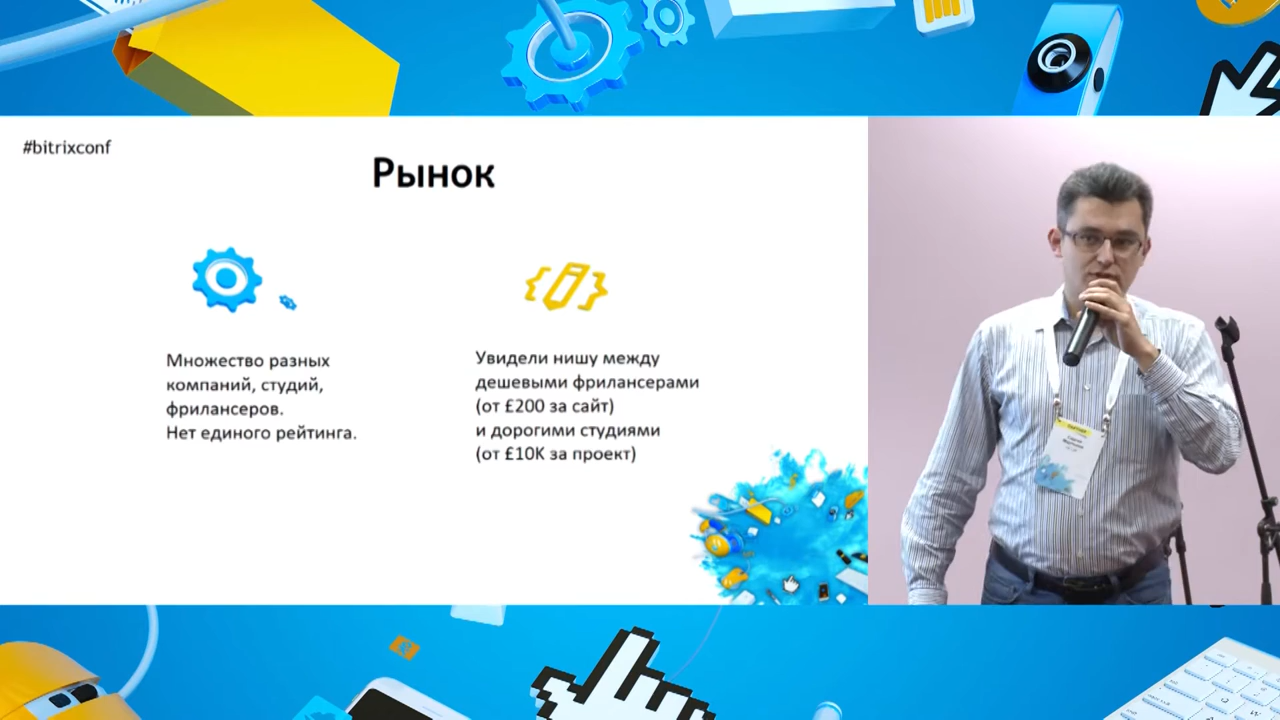 #bitrixconf
Рынок
Множество разных
компаний, студий,
фрилансеров.
Нет единого рейтинга.
Увидели нишу между
дешевыми фрилансерами
(от £200 за сайт)
и дорогими студиями
(от £10K за проект)